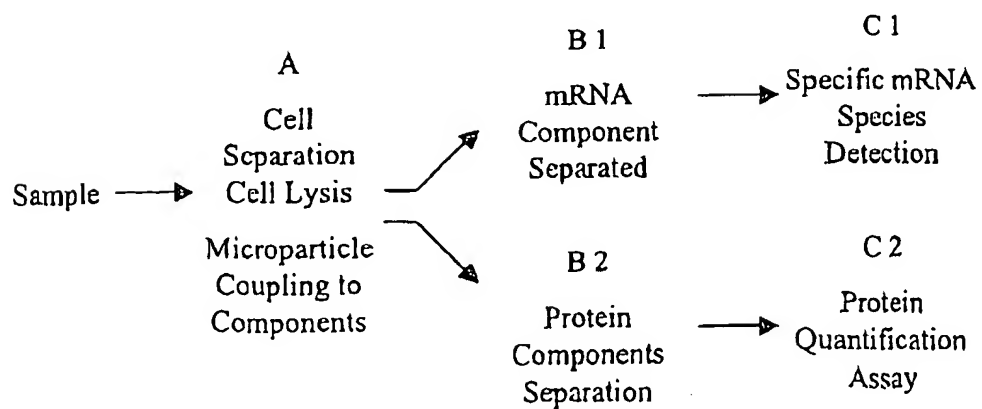 Sample
A
Cell
Separation
Cell Lysis
Microparticle
Coupling to
Components
B 1
mRNA
Component
Separated
C 1
Specific mRNA
Species
Detection
B 2
Protein
Components
Separation
C 2
Protein
Quantification
Assay